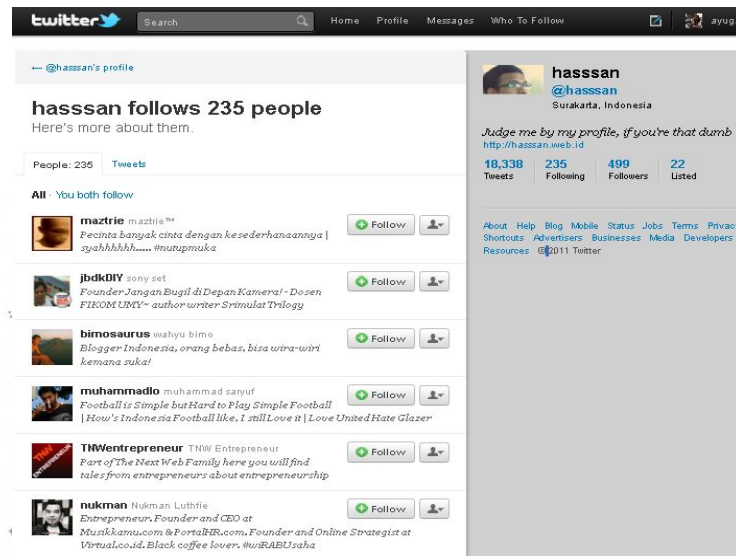 twitter
Search
Home Profile Messages Who To Follow
ayug
← @hasssan's profile
hasssan follows 235 people
Here's more about them.
People: 235 Tweets
All · You both follow
maztrie maztrie™
Pecinta banyak cinta dengan kesederhanaannya |
syahhhhhh..... #nutupmuka
Follow
jbdkDIY sony set
Founder Jangan Bugil di Depan Kamera! - Dosen
FIKOM UMY~ author writer Srimulat Trilogy
Follow
bimosaurus wahyu bimo
Blogger Indonesia, orang bebas, bisa wira-wiri
kemana suka!
Follow
muhammadlo muhammad saryuf
Football is Simple but Hard to Play Simple Football
| How's Indonesia Football like, I still Love it | Love United Hate Glazer
Follow
TNWentrepreneur TNW Entrepreneur
Part of The Next Web Family here you will find
tales from entrepreneurs about entrepreneurship
Follow
TNW
ENTREPRENEUR
nukman Nukman Luthfie
Entrepreneur. Founder and CEO at
Musikkamu.com & PortalHR.com. Founder and Online Strategist at
Virtual.co.id. Black coffee lover. #wiRABUsaha
Follow
hasssan
@hasssan
Surakarta, Indonesia
Judge me by my profile, if you're that dumb
http://hasssan.web.id
18,338 235 499 22
Tweets Following Followers Listed
About Help Blog Mobile Status Jobs Terms Privac
Shortcuts Advertisers Businesses Media Developers
Resources © 2011 Twitter